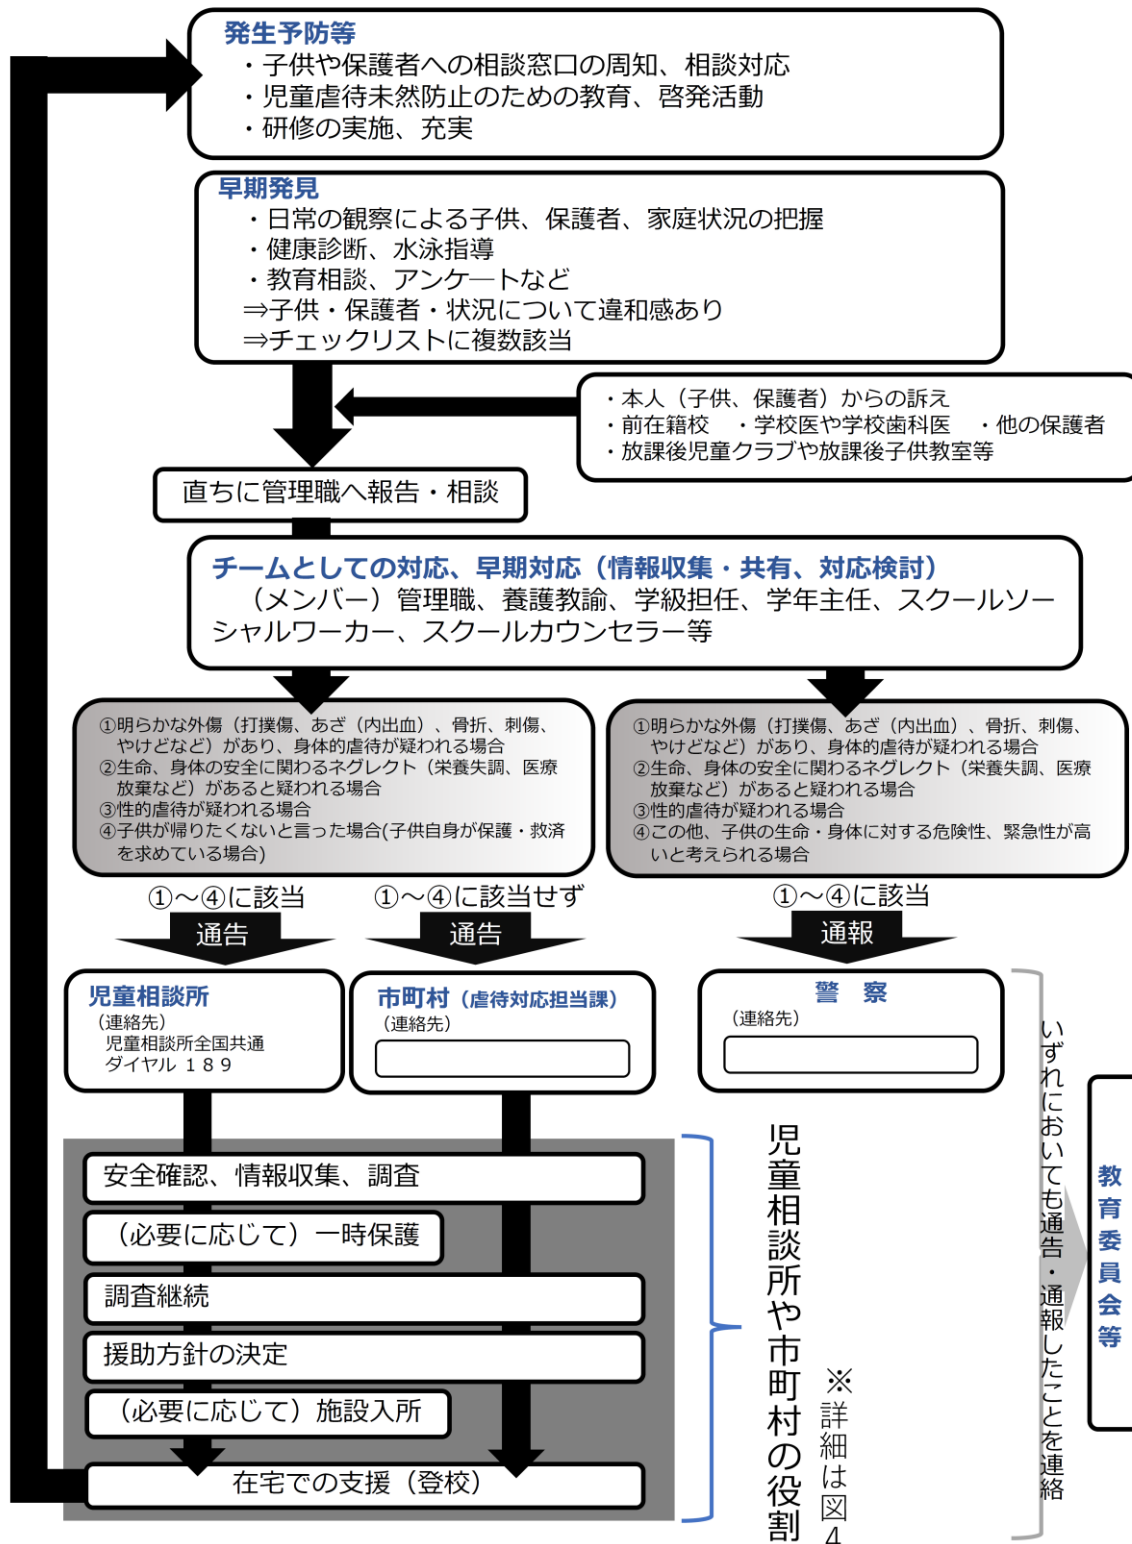 発生予防等
・子供や保護者への相談窓口の周知、相談対応
・児童虐待未然防止のための教育、啓発活動
・研修の実施、充実
早期発見
・日常の観察による子供、保護者、家庭状況の把握
・健康診断、水泳指導
・教育相談、アンケートなど
⇒子供・保護者・状況について違和感あり
⇒チェックリストに複数該当
・本人（子供、保護者）からの訴え
・前在籍校　・学校医や学校歯科医　・他の保護者
・放課後児童クラブや放課後子供教室等
直ちに管理職へ報告・相談
チームとしての対応、早期対応（情報収集・共有、対応検討）
（メンバー）管理職、養護教諭、学級担任、学年主任、スクールソー
シャルワーカー、スクールカウンセラー等
①明らかな外傷（打撲傷、あざ（内出血）、骨折、刺傷、
やけどなど）があり、身体的虐待が疑われる場合
②生命、身体の安全に関わるネグレクト（栄養失調、医療
放棄など）があると疑われる場合
③性的虐待が疑われる場合
④子供が帰りたくないと言った場合(子供自身が保護・救済
を求めている場合)
①明らかな外傷（打撲傷、あざ（内出血）、骨折、刺傷、
やけどなど）があり、身体的虐待が疑われる場合
②生命、身体の安全に関わるネグレクト（栄養失調、医療
放棄など）があると疑われる場合
③性的虐待が疑われる場合
④この他、子供の生命・身体に対する危険性、緊急性が高
いと考えられる場合
①～④に該当
①～④に該当せず
①～④に該当
通告
通告
通報
児童相談所
（連絡先）
児童相談所全国共通
ダイヤル １８９
市町村（虐待対応担当課）
（連絡先）
警　察
（連絡先）
安全確認、情報収集、調査
（必要に応じて）一時保護
調査継続
援助方針の決定
（必要に応じて）施設入所
在宅での支援（登校）
児童相談所や市町村の役割
※詳細は図４
いずれにおいても通告・通報したことを連絡
教育委員会等